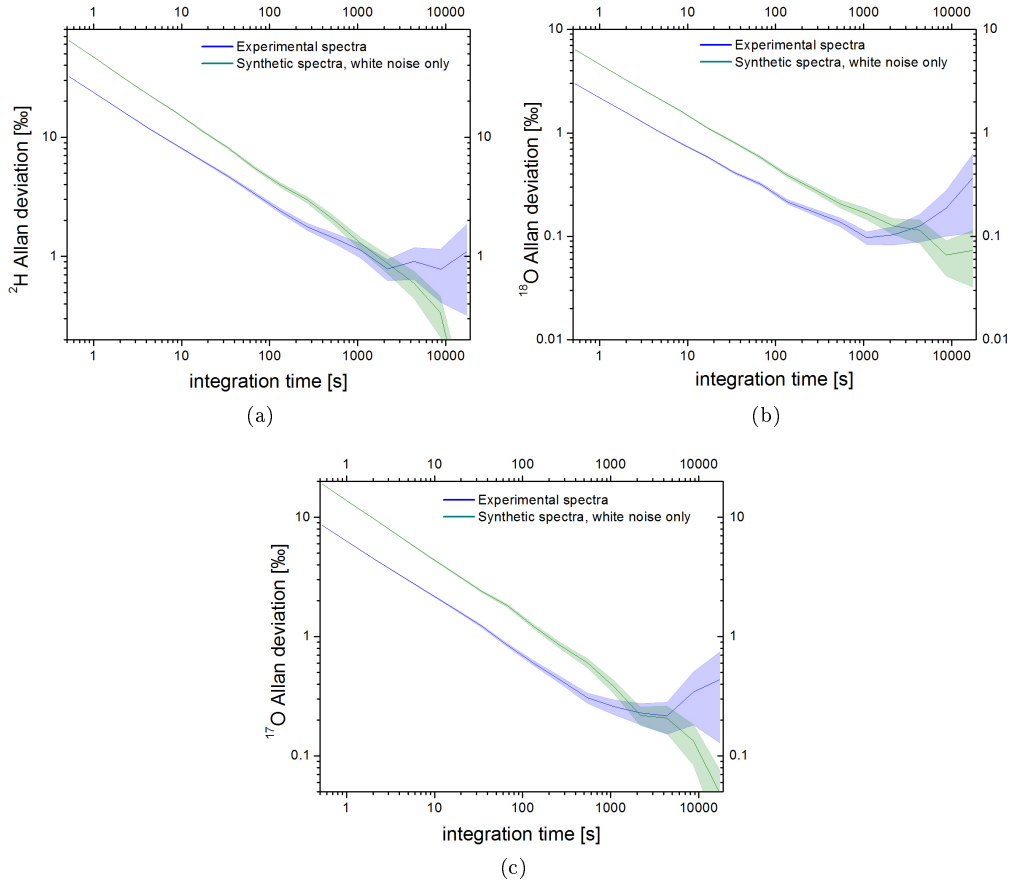 1 10 100 1000 10000
Experimental spectra
Synthetic spectra, white noise only
10
1
10
1
²H Allan deviation [‰]
1 10 100 1000 10000
integration time [s]
(a)
1 10 100 1000 10000
Experimental spectra
Synthetic spectra, white noise only
10
1
0.1
0.01
10
1
0.1
0.01
¹⁸O Allan deviation [‰]
1 10 100 1000 10000
integration time [s]
(b)
1 10 100 1000 10000
Experimental spectra
Synthetic spectra, white noise only
10
1
0.1
10
1
0.1
¹⁷O Allan deviation [‰]
1 10 100 1000 10000
integration time [s]
(c)